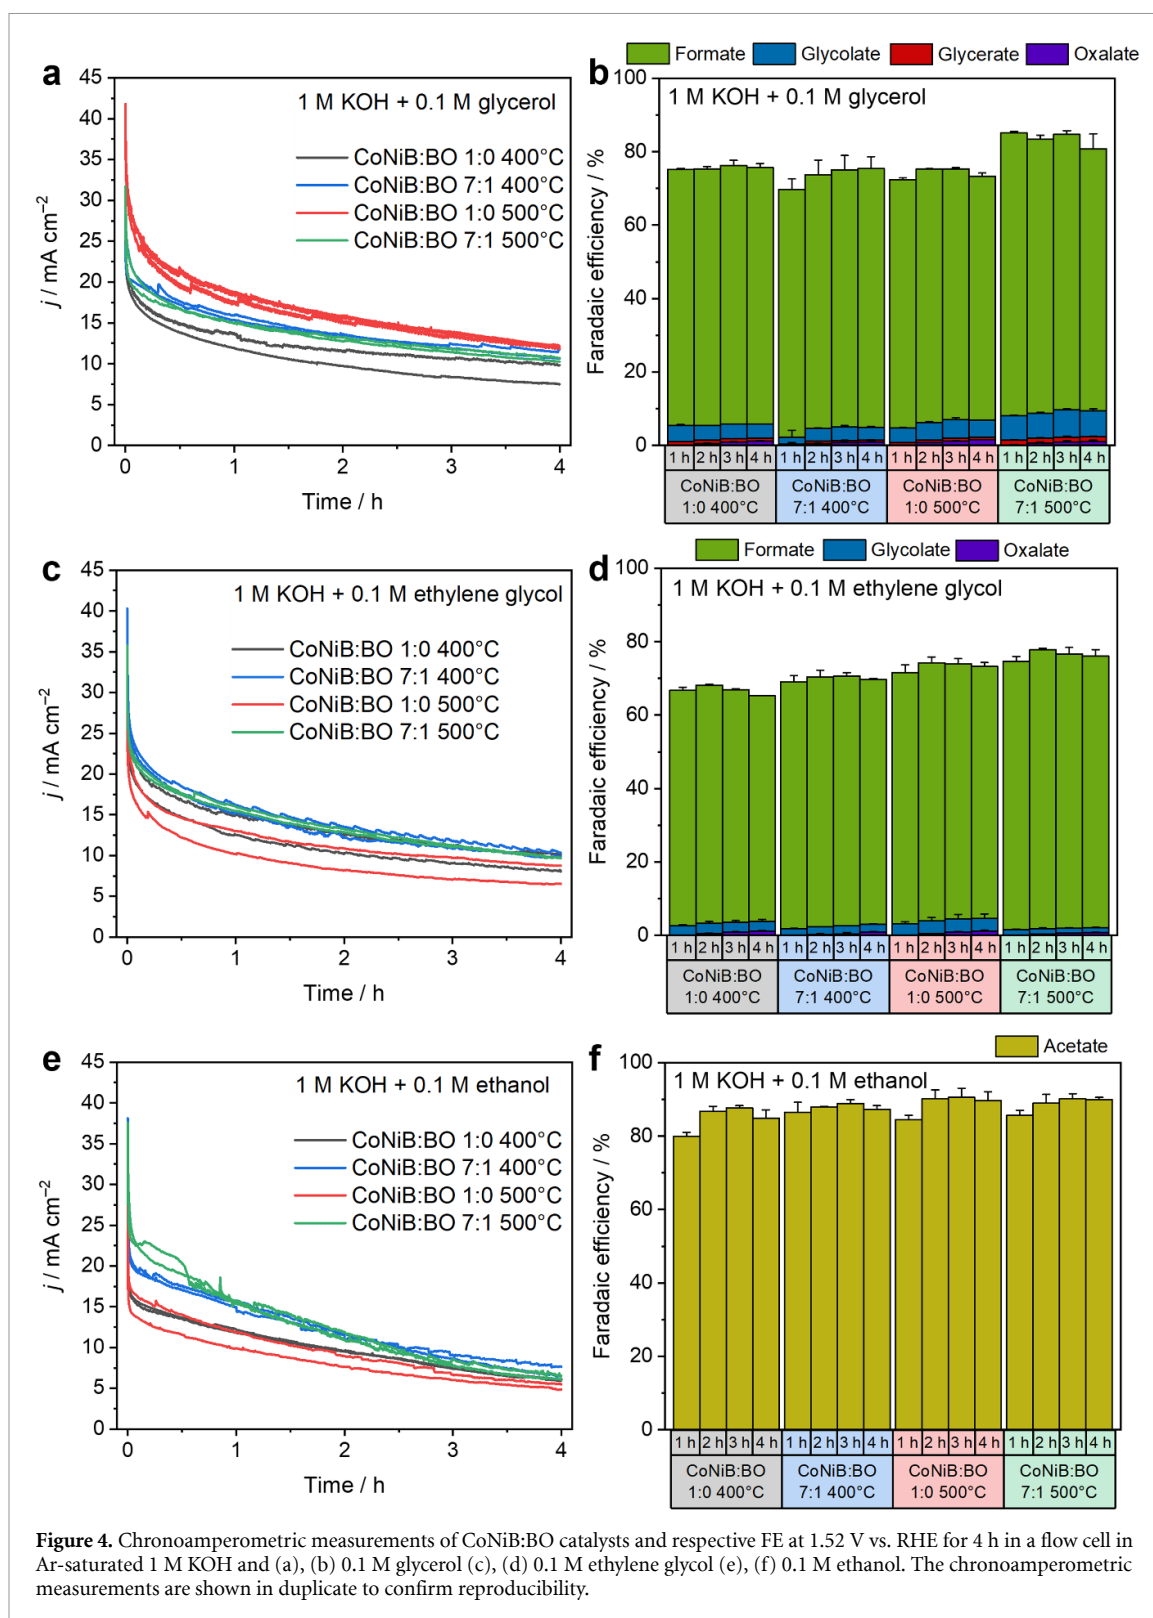 Formate Glycolate Glycerate Oxalate
a
45
40
35
30
25
20
15
10
5
0
j / mA cm⁻²
1 M KOH + 0.1 M glycerol
CoNiB:BO 1:0 400°C
CoNiB:BO 7:1 400°C
CoNiB:BO 1:0 500°C
CoNiB:BO 7:1 500°C
0 1 2 3 4
Time / h
b
100
80
60
40
20
0
Faradaic efficiency / %
1 M KOH + 0.1 M glycerol
1 h 2 h 3 h 4 h 1 h 2 h 3 h 4 h 1 h 2 h 3 h 4 h 1 h 2 h 3 h 4 h
CoNiB:BO CoNiB:BO CoNiB:BO CoNiB:BO
1:0 400°C 7:1 400°C 1:0 500°C 7:1 500°C
Formate Glycolate Oxalate
c
45
40
35
30
25
20
15
10
5
0
j / mA cm⁻²
1 M KOH + 0.1 M ethylene glycol
CoNiB:BO 1:0 400°C
CoNiB:BO 7:1 400°C
CoNiB:BO 1:0 500°C
CoNiB:BO 7:1 500°C
0 1 2 3 4
Time / h
d
100
80
60
40
20
0
Faradaic efficiency / %
1 M KOH + 0.1 M ethylene glycol
1 h 2 h 3 h 4 h 1 h 2 h 3 h 4 h 1 h 2 h 3 h 4 h 1 h 2 h 3 h 4 h
CoNiB:BO CoNiB:BO CoNiB:BO CoNiB:BO
1:0 400°C 7:1 400°C 1:0 500°C 7:1 500°C
Acetate
e
45
40
35
30
25
20
15
10
5
0
j / mA cm⁻²
1 M KOH + 0.1 M ethanol
CoNiB:BO 1:0 400°C
CoNiB:BO 7:1 400°C
CoNiB:BO 1:0 500°C
CoNiB:BO 7:1 500°C
0 1 2 3 4
Time / h
f
100
80
60
40
20
0
Faradaic efficiency / %
1 M KOH + 0.1 M ethanol
1 h 2 h 3 h 4 h 1 h 2 h 3 h 4 h 1 h 2 h 3 h 4 h 1 h 2 h 3 h 4 h
CoNiB:BO CoNiB:BO CoNiB:BO CoNiB:BO
1:0 400°C 7:1 400°C 1:0 500°C 7:1 500°C
Figure 4. Chronoamperometric measurements of CoNiB:BO catalysts and respective FE at 1.52 V vs. RHE for 4 h in a flow cell in
Ar-saturated 1 M KOH and (a), (b) 0.1 M glycerol (c), (d) 0.1 M ethylene glycol (e), (f) 0.1 M ethanol. The chronoamperometric
measurements are shown in duplicate to confirm reproducibility.